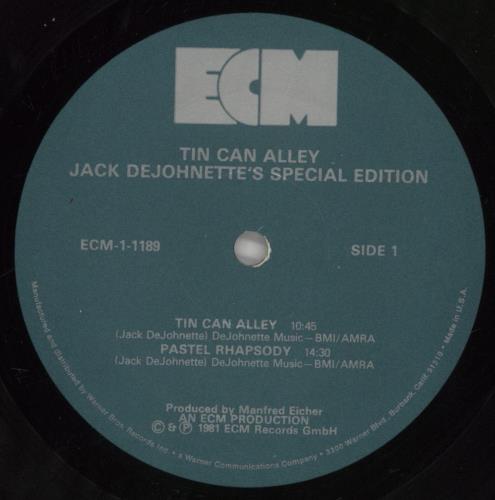 ECM
TIN CAN ALLEY
JACK DEJOHNETTE'S SPECIAL EDITION
ECM-1-1189
SIDE 1
TIN CAN ALLEY 10:45
(Jack DeJohnette) DeJohnette Music—BMI/AMRA
PASTEL RHAPSODY 14:30
(Jack DeJohnette) DeJohnette Music—BMI/AMRA
Produced by Manfred Eicher
AN ECM PRODUCTION
© & ℗ 1981 ECM Records GmbH
Manufactured and distributed by Warner Bros. Records Inc. • a Warner Communications Company • 3300 Warner Blvd., Burbank, Calif. 91510 • Made in U.S.A.